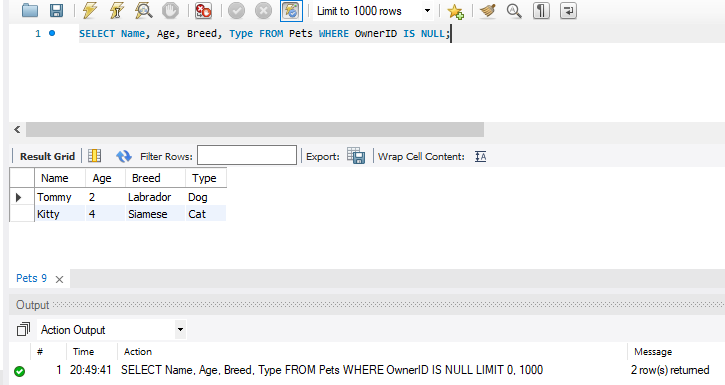 Limit to 1000 rows
1 SELECT Name, Age, Breed, Type FROM Pets WHERE OwnerID IS NULL;
Result Grid Filter Rows: Export: Wrap Cell Content:
Name Age Breed Type
Tommy 2 Labrador Dog
Kitty 4 Siamese Cat
Pets 9
Output
Action Output
# Time Action Message
1 20:49:41 SELECT Name, Age, Breed, Type FROM Pets WHERE OwnerID IS NULL LIMIT 0, 1000 2 row(s) returned